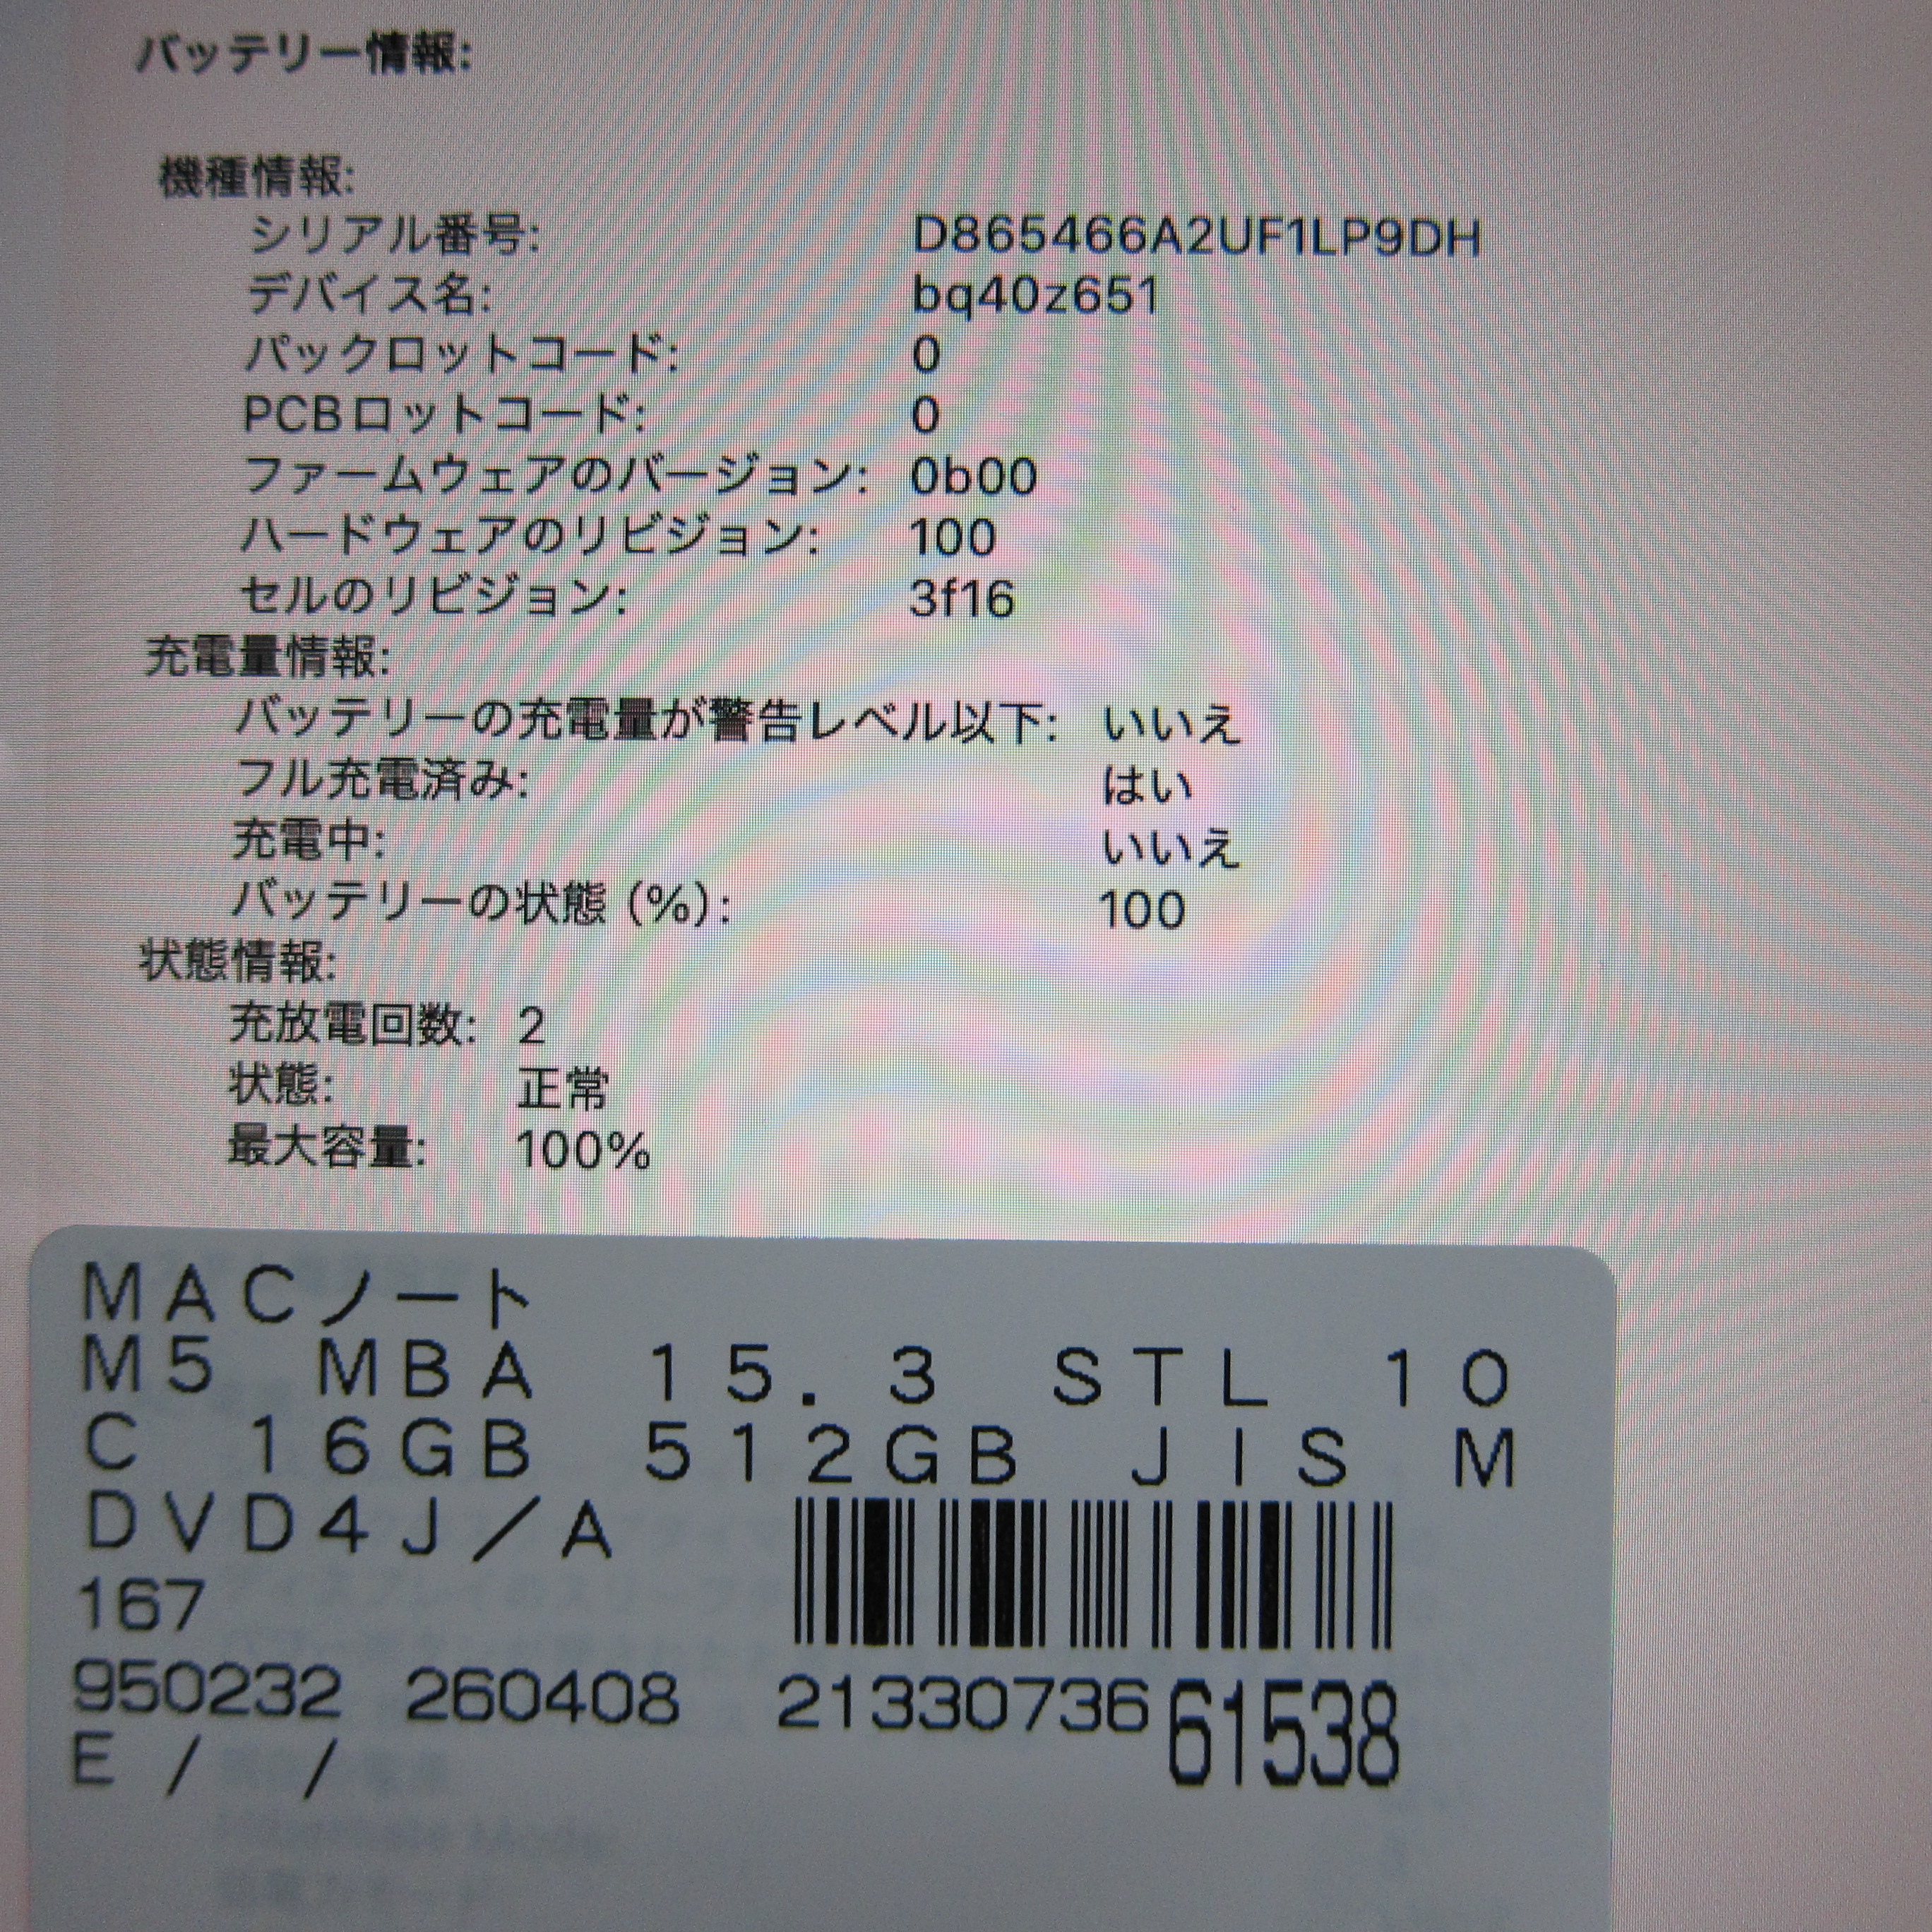 バッテリー情報:
機種情報:
シリアル番号: D865466A2UF1LP9DH
デバイス名: bq40z651
パックロットコード: 0
PCBロットコード: 0
ファームウェアのバージョン: 0b00
ハードウェアのリビジョン: 100
セルのリビジョン: 3f16
充電量情報:
バッテリーの充電量が警告レベル以下: いいえ
フル充電済み: はい
充電中: いいえ
バッテリーの状態 (%): 100
状態情報:
充放電回数: 2
状態: 正常
最大容量: 100%
MACノート
M5 MBA 15.3 STL 10
C 16GB 512GB JIS M
DVD4J/A
167
950232 260408 21330736 61538
E / /